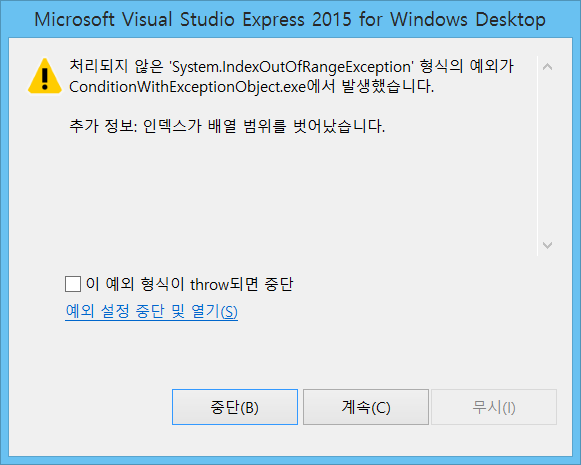 Microsoft Visual Studio Express 2015 for Windows Desktop
처리되지 않은 'System.IndexOutOfRangeException' 형식의 예외가
ConditionWithExceptionObject.exe에서 발생했습니다.
추가 정보: 인덱스가 배열 범위를 벗어났습니다.
이 예외 형식이 throw되면 중단
예외 설정 중단 및 열기(S)
중단(B)
계속(C)
무시(I)